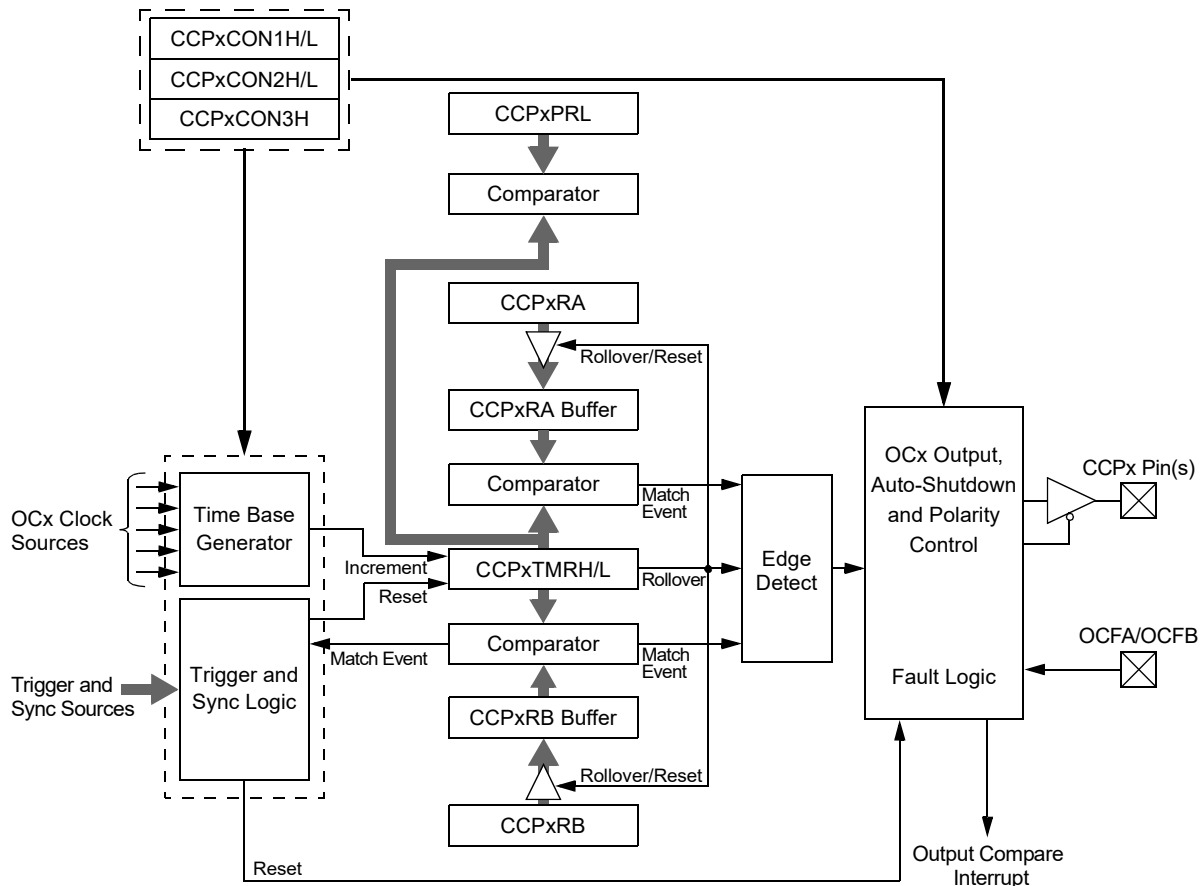 CCPxCON1H/L
CCPxCON2H/L
CCPxCON3H
CCPxPRL
Comparator
CCPxRA
Rollover/Reset
CCPxRA Buffer
Comparator
Match
Event
OCx Clock
Sources
Time Base
Generator
Increment
Reset
CCPxTMRH/L
Rollover
Edge
Detect
OCx Output,
Auto-Shutdown
and Polarity
Control
Fault Logic
CCPx Pin(s)
OCFA/OCFB
Trigger and
Sync Sources
Trigger and
Sync Logic
Match Event
Comparator
Match
Event
CCPxRB Buffer
Rollover/Reset
CCPxRB
Reset
Output Compare
Interrupt